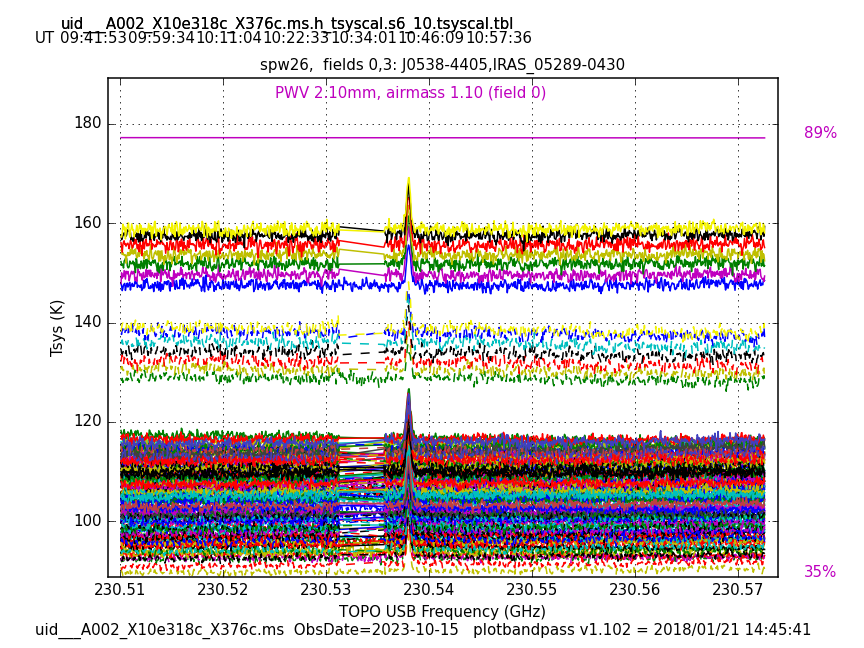 uid___A002_X10e318c_X376c.ms.h_tsyscal.s6_10.tsyscal.tbl
UT 09:41:53 09:59:34 10:11:04 10:22:33 10:34:01 10:46:09 10:57:36
spw26,  fields 0,3: J0538-4405,IRAS_05289-0430
PWV 2.10mm, airmass 1.10 (field 0)
180
89%
160
140
Tsys (K)
120
100
35%
230.51 230.52 230.53 230.54 230.55 230.56 230.57
TOPO USB Frequency (GHz)
uid___A002_X10e318c_X376c.ms  ObsDate=2023-10-15   plotbandpass v1.102 = 2018/01/21 14:45:41